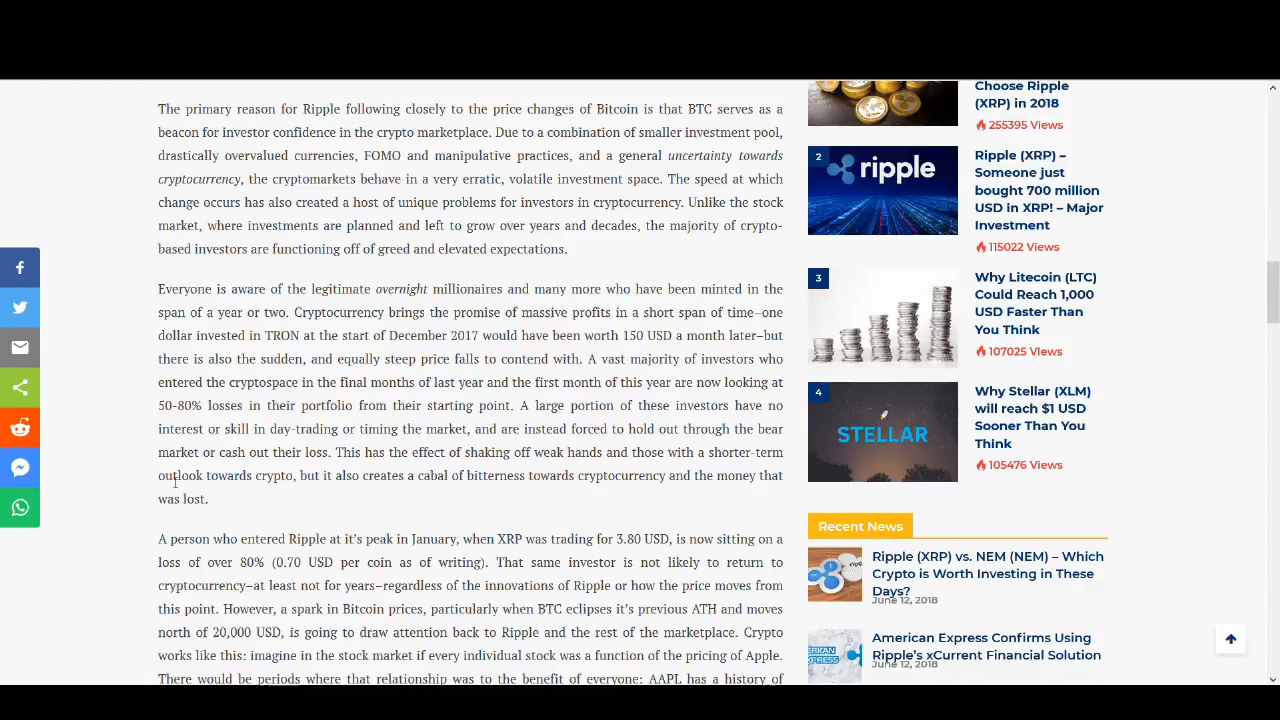 The primary reason for Ripple following closely to the price changes of Bitcoin is that BTC serves as a
beacon for investor confidence in the crypto marketplace. Due to a combination of smaller investment pool,
drastically overvalued currencies, FOMO and manipulative practices, and a general uncertainty towards
cryptocurrency, the cryptomarkets behave in a very erratic, volatile investment space. The speed at which
change occurs has also created a host of unique problems for investors in cryptocurrency. Unlike the stock
market, where investments are planned and left to grow over years and decades, the majority of crypto-
based investors are functioning off of greed and elevated expectations.
Everyone is aware of the legitimate overnight millionaires and many more who have been minted in the
span of a year or two. Cryptocurrency brings the promise of massive profits in a short span of time–one
dollar invested in TRON at the start of December 2017 would have been worth 150 USD a month later–but
there is also the sudden, and equally steep price falls to contend with. A vast majority of investors who
entered the cryptospace in the final months of last year and the first month of this year are now looking at
50-80% losses in their portfolio from their starting point. A large portion of these investors have no
interest or skill in day-trading or timing the market, and are instead forced to hold out through the bear
market or cash out their loss. This has the effect of shaking off weak hands and those with a shorter-term
outlook towards crypto, but it also creates a cabal of bitterness towards cryptocurrency and the money that
was lost.
A person who entered Ripple at it's peak in January, when XRP was trading for 3.80 USD, is now sitting on a
loss of over 80% (0.70 USD per coin as of writing). That same investor is not likely to return to
cryptocurrency–at least not for years–regardless of the innovations of Ripple or how the price moves from
this point. However, a spark in Bitcoin prices, particularly when BTC eclipses it's previous ATH and moves
north of 20,000 USD, is going to draw attention back to Ripple and the rest of the marketplace. Crypto
works like this: imagine in the stock market if every individual stock was a function of the pricing of Apple.
There would be periods where that relationship was to the benefit of everyone: AAPL has a history of
Choose Ripple
(XRP) in 2018
255395 Views
2
ripple
Ripple (XRP) –
Someone just
bought 700 million
USD in XRP! – Major
Investment
115022 Views
3
Why Litecoin (LTC)
Could Reach 1,000
USD Faster Than
You Think
107025 Views
4
STELLAR
Why Stellar (XLM)
will reach $1 USD
Sooner Than You
Think
105476 Views
Recent News
Ripple (XRP) vs. NEM (NEM) – Which
Crypto is Worth Investing in These
Days?
June 12, 2018
American Express Confirms Using
Ripple's xCurrent Financial Solution
June 12, 2018